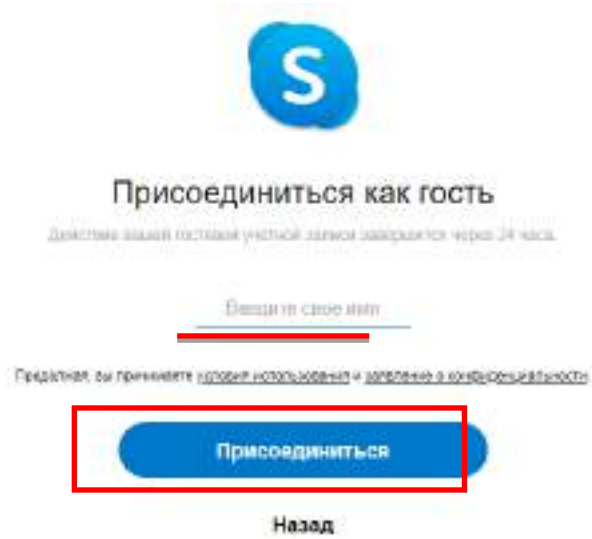 S
Присоединиться как гость
Действие вашей гостевой учетной записи завершится через 24 часа.
Введите свое имя
Продолжая, вы принимаете условия использования и заявление о конфиденциальности
Присоединиться
Назад